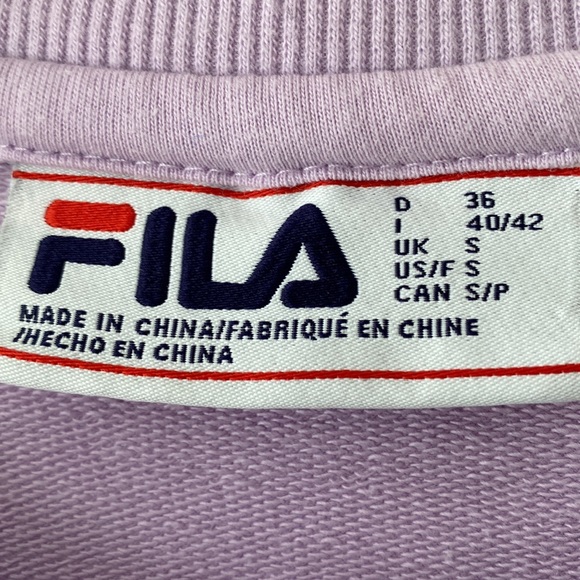 FILA
D 36
I 40/42
UK S
US/F S
CAN S/P
MADE IN CHINA/FABRIQUÉ EN CHINE
/HECHO EN CHINA